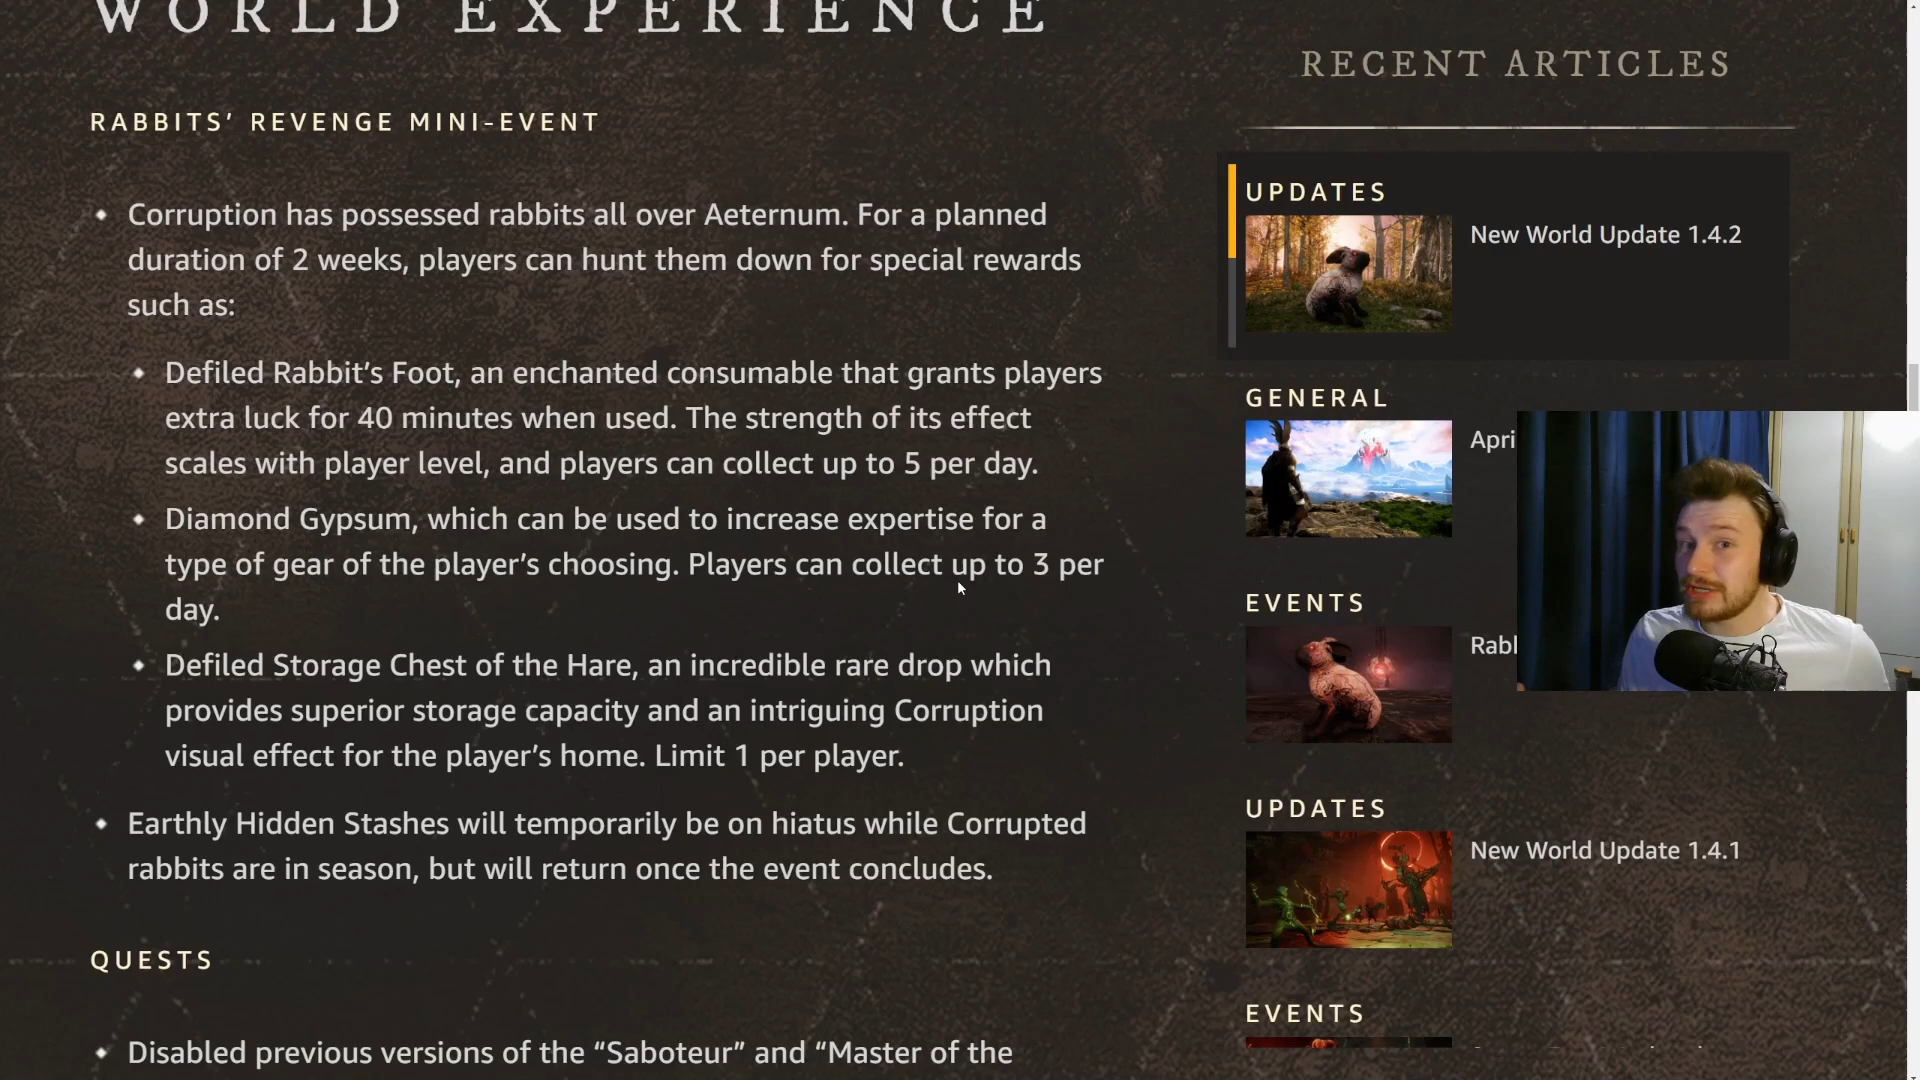 WORLD EXPERIENCE
RABBITS’ REVENGE MINI-EVENT
Corruption has possessed rabbits all over Aeternum. For a planned
duration of 2 weeks, players can hunt them down for special rewards
such as:
Defiled Rabbit’s Foot, an enchanted consumable that grants players
extra luck for 40 minutes when used. The strength of its effect
scales with player level, and players can collect up to 5 per day.
Diamond Gypsum, which can be used to increase expertise for a
type of gear of the player’s choosing. Players can collect up to 3 per
day.
Defiled Storage Chest of the Hare, an incredible rare drop which
provides superior storage capacity and an intriguing Corruption
visual effect for the player’s home. Limit 1 per player.
Earthly Hidden Stashes will temporarily be on hiatus while Corrupted
rabbits are in season, but will return once the event concludes.
QUESTS
Disabled previous versions of the “Saboteur” and “Master of the
RECENT ARTICLES
UPDATES
New World Update 1.4.2
GENERAL
Apri
EVENTS
Rabl
UPDATES
New World Update 1.4.1
EVENTS